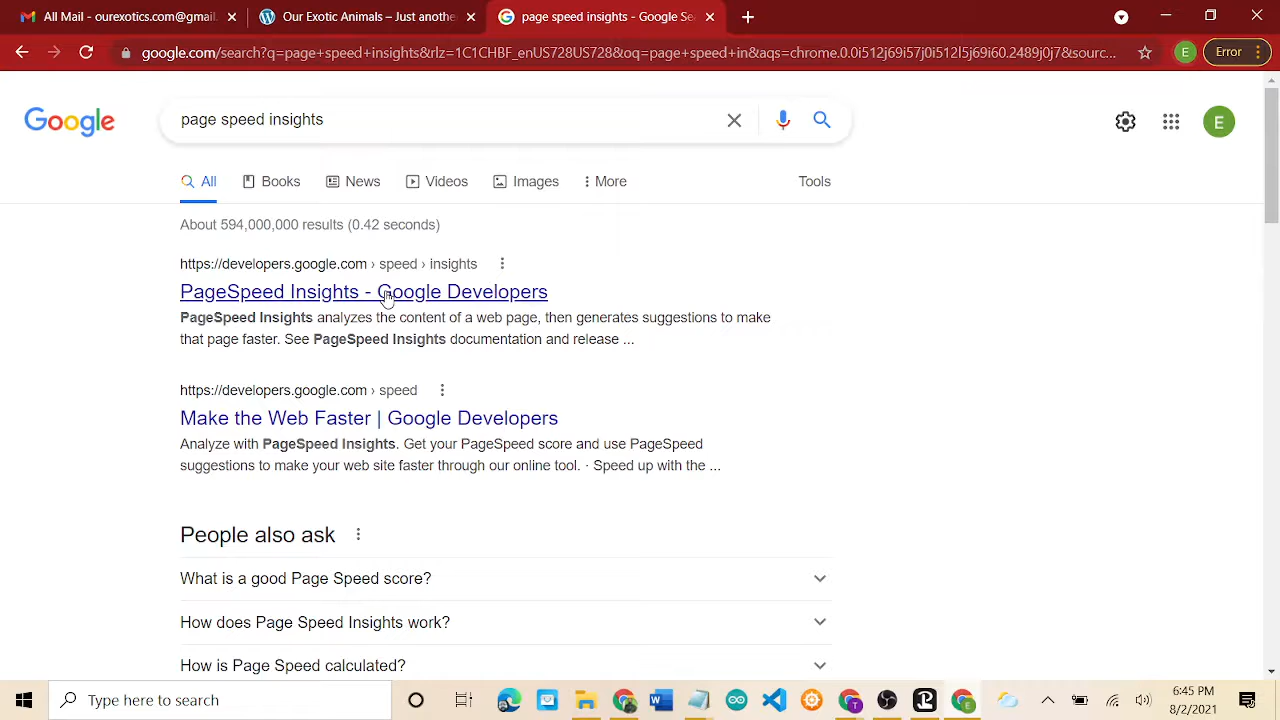 All Mail - ourexotics.com@gmail.
Our Exotic Animals – Just anothe
page speed insights - Google Se
google.com/search?q=page+speed+insights&rlz=1C1CHBF_enUS728US728&oq=page+speed+in&aqs=chrome.0.0i512j69i57j0i512l5j69i60.2489j0j7&sourc...
E
Error
Google
page speed insights
E
All
Books
News
Videos
Images
More
Tools
About 594,000,000 results (0.42 seconds)
https://developers.google.com › speed › insights
PageSpeed Insights - Google Developers
PageSpeed Insights analyzes the content of a web page, then generates suggestions to make
that page faster. See PageSpeed Insights documentation and release ...
https://developers.google.com › speed
Make the Web Faster | Google Developers
Analyze with PageSpeed Insights. Get your PageSpeed score and use PageSpeed
suggestions to make your web site faster through our online tool. · Speed up with the ...
People also ask
What is a good Page Speed score?
How does Page Speed Insights work?
How is Page Speed calculated?
Type here to search
6:45 PM
8/2/2021